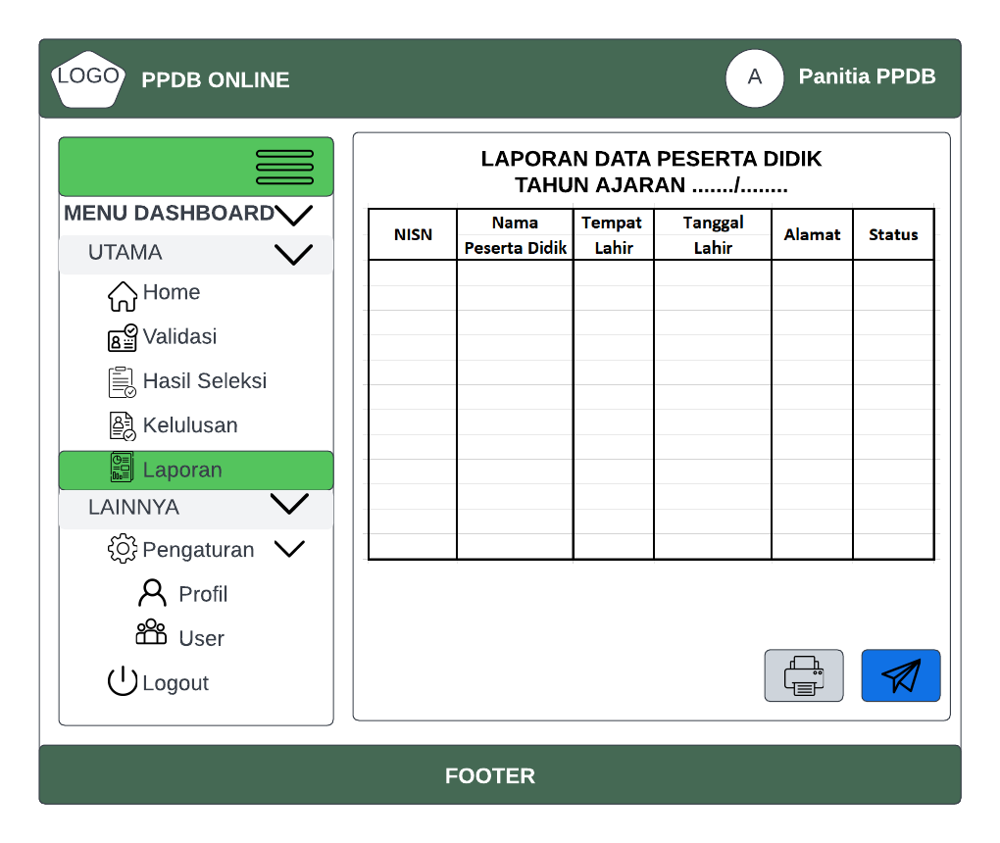 LOGO
PPDB ONLINE
A
Panitia PPDB
MENU DASHBOARD
UTAMA
Home
Validasi
Hasil Seleksi
Kelulusan
Laporan
LAINNYA
Pengaturan
Profil
User
Logout
LAPORAN DATA PESERTA DIDIK
TAHUN AJARAN ......./........
NISN
Nama
Peserta Didik
Tempat
Lahir
Tanggal
Lahir
Alamat
Status
FOOTER